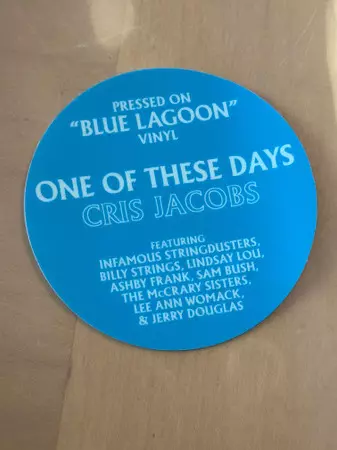 PRESSED ON
"BLUE LAGOON"
VINYL
ONE OF THESE DAYS
CRIS JACOBS
FEATURING
INFAMOUS STRINGDUSTERS,
BILLY STRINGS, LINDSAY LOU,
ASHBY FRANK, SAM BUSH,
THE McCRARY SISTERS,
LEE ANN WOMACK,
& JERRY DOUGLAS